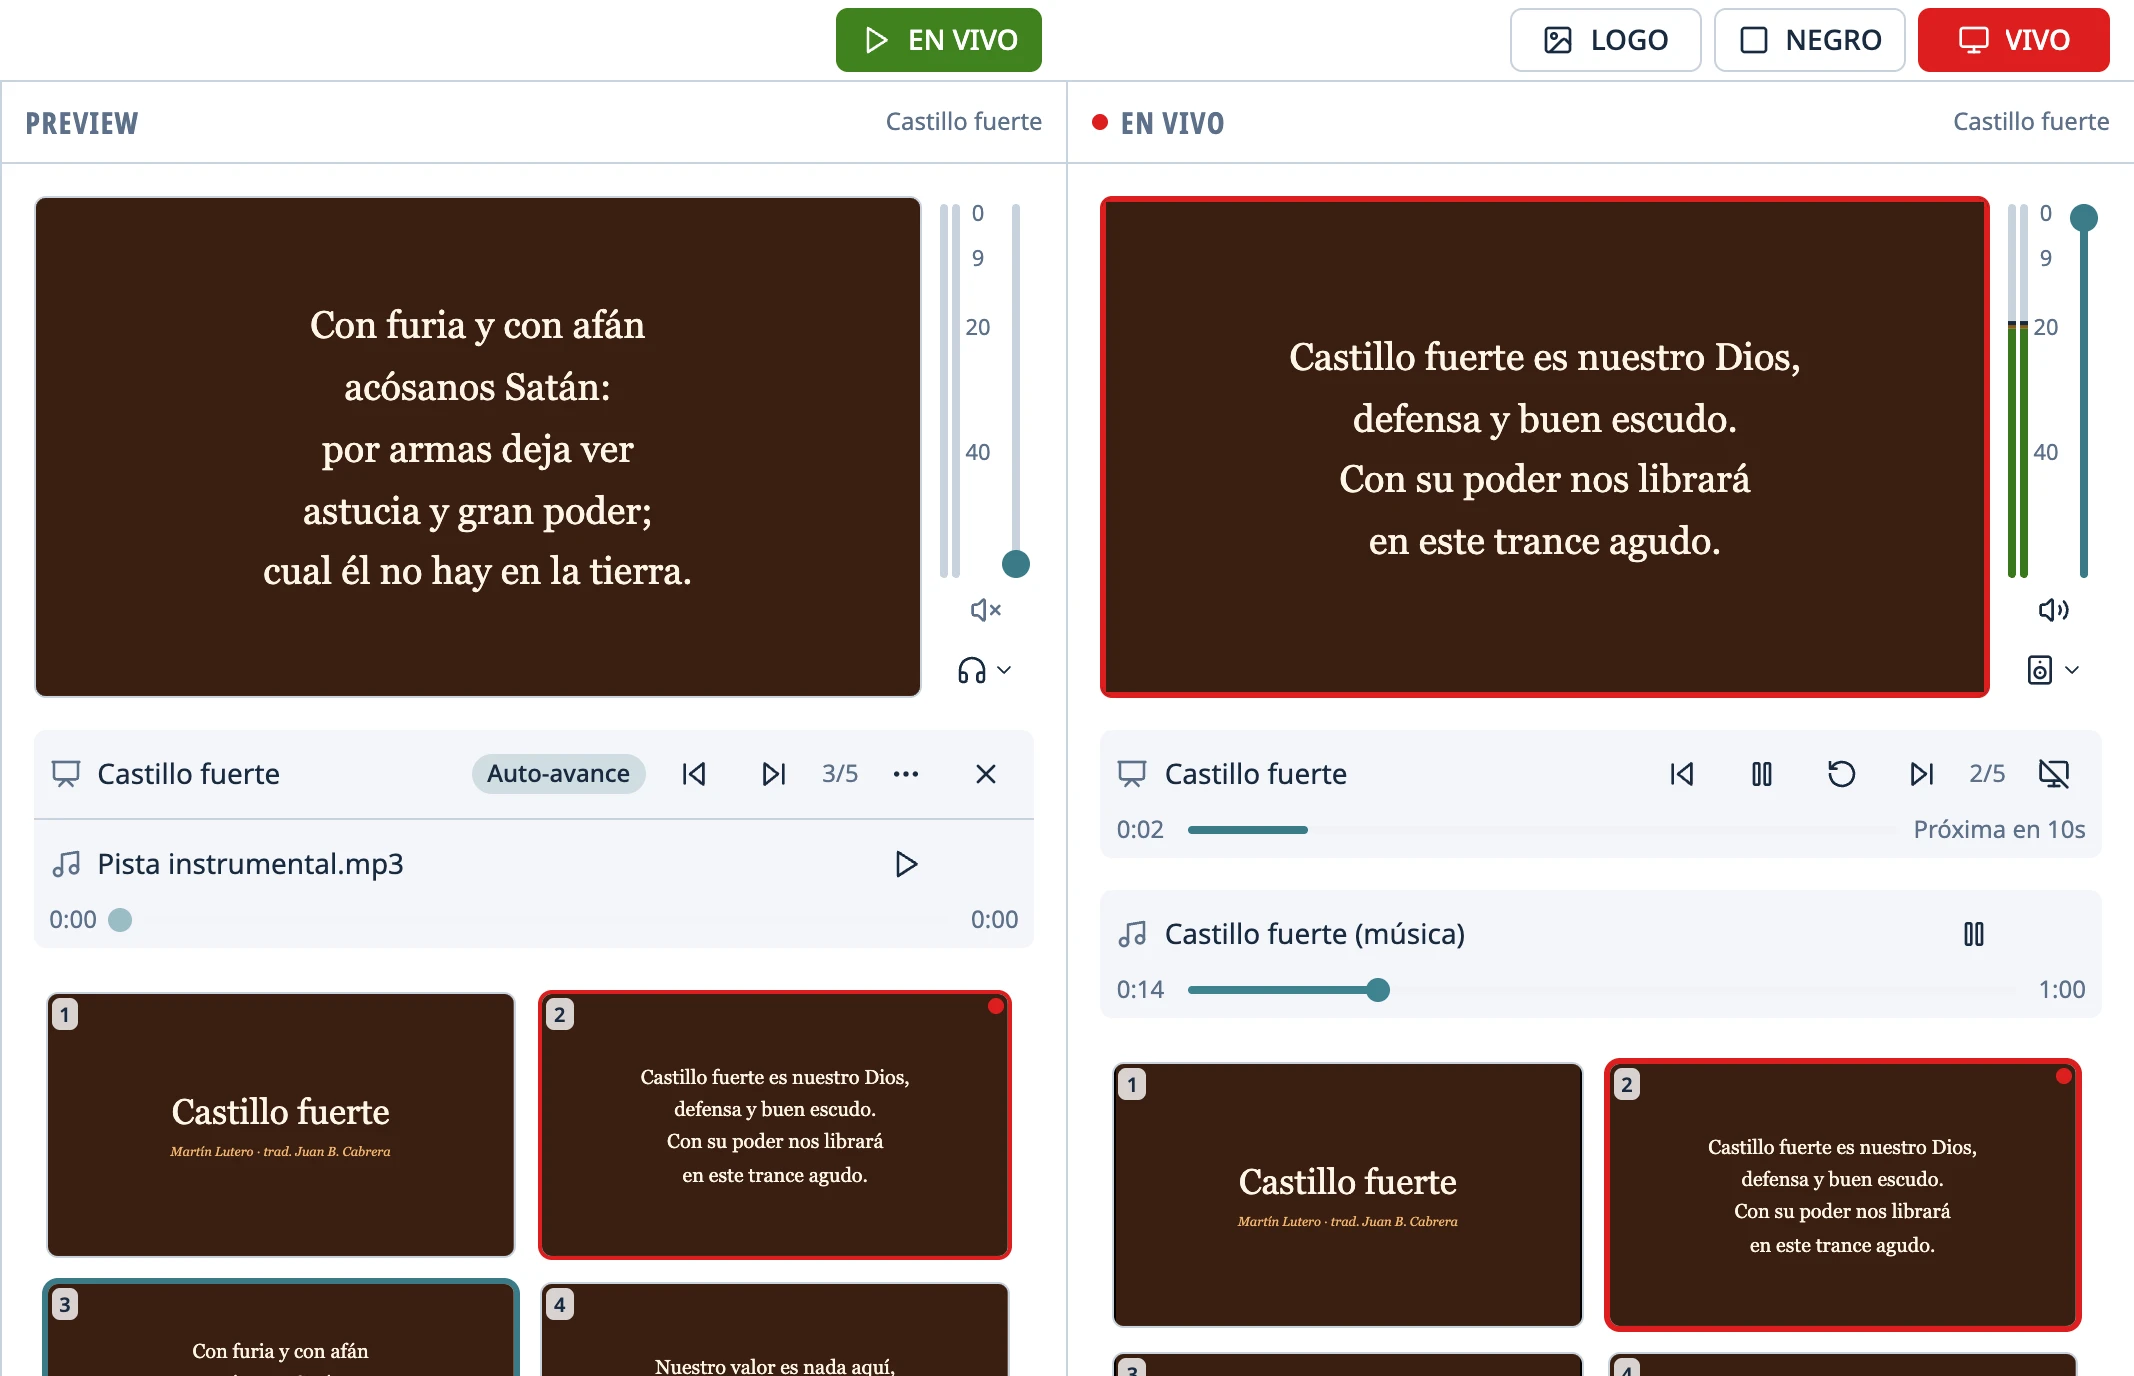 EN VIVO
LOGO
NEGRO
VIVO
PREVIEW
Castillo fuerte
EN VIVO
Castillo fuerte
Con furia y con afán
acósanos Satán:
por armas deja ver
astucia y gran poder;
cual él no hay en la tierra.
0
9
20
40
Castillo fuerte es nuestro Dios,
defensa y buen escudo.
Con su poder nos librará
en este trance agudo.
0
9
20
40
Castillo fuerte
Auto-avance
3/5
Pista instrumental.mp3
0:00
0:00
Castillo fuerte
2/5
0:02
Próxima en 10s
Castillo fuerte (música)
0:14
1:00
1
Castillo fuerte
Martín Lutero · trad. Juan B. Cabrera
2
Castillo fuerte es nuestro Dios,
defensa y buen escudo.
Con su poder nos librará
en este trance agudo.
3
Con furia y con afán
4
Nuestro valor es nada aquí,
1
Castillo fuerte
Martín Lutero · trad. Juan B. Cabrera
2
Castillo fuerte es nuestro Dios,
defensa y buen escudo.
Con su poder nos librará
en este trance agudo.
3
4